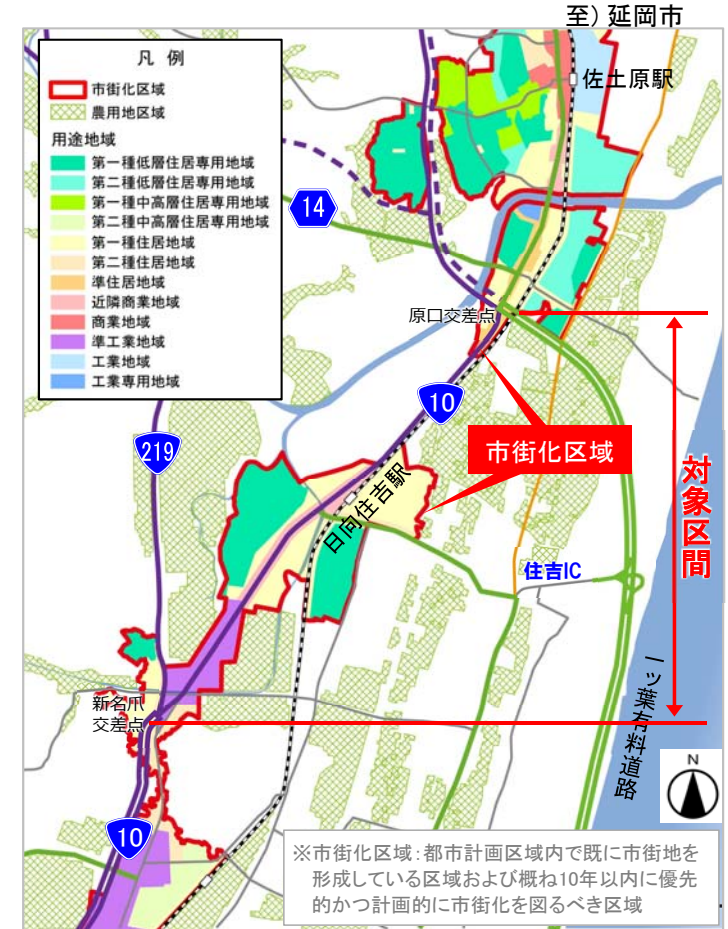 至）延岡市
凡 例
市街化区域
農用地区域
用途地域
第一種低層住居専用地域
第二種低層住居専用地域
第一種中高層住居専用地域
第二種中高層住居専用地域
第一種住居地域
第二種住居地域
準住居地域
近隣商業地域
商業地域
準工業地域
工業地域
工業専用地域
佐土原駅
14
原口交差点
10
219
市街化区域
日向住吉駅
対象区間
住吉IC
一ッ葉有料道路
新名爪
交差点
N
10
※市街化区域：都市計画区域内で既に市街地を
形成している区域および概ね10年以内に優先
的かつ計画的に市街化を図るべき区域